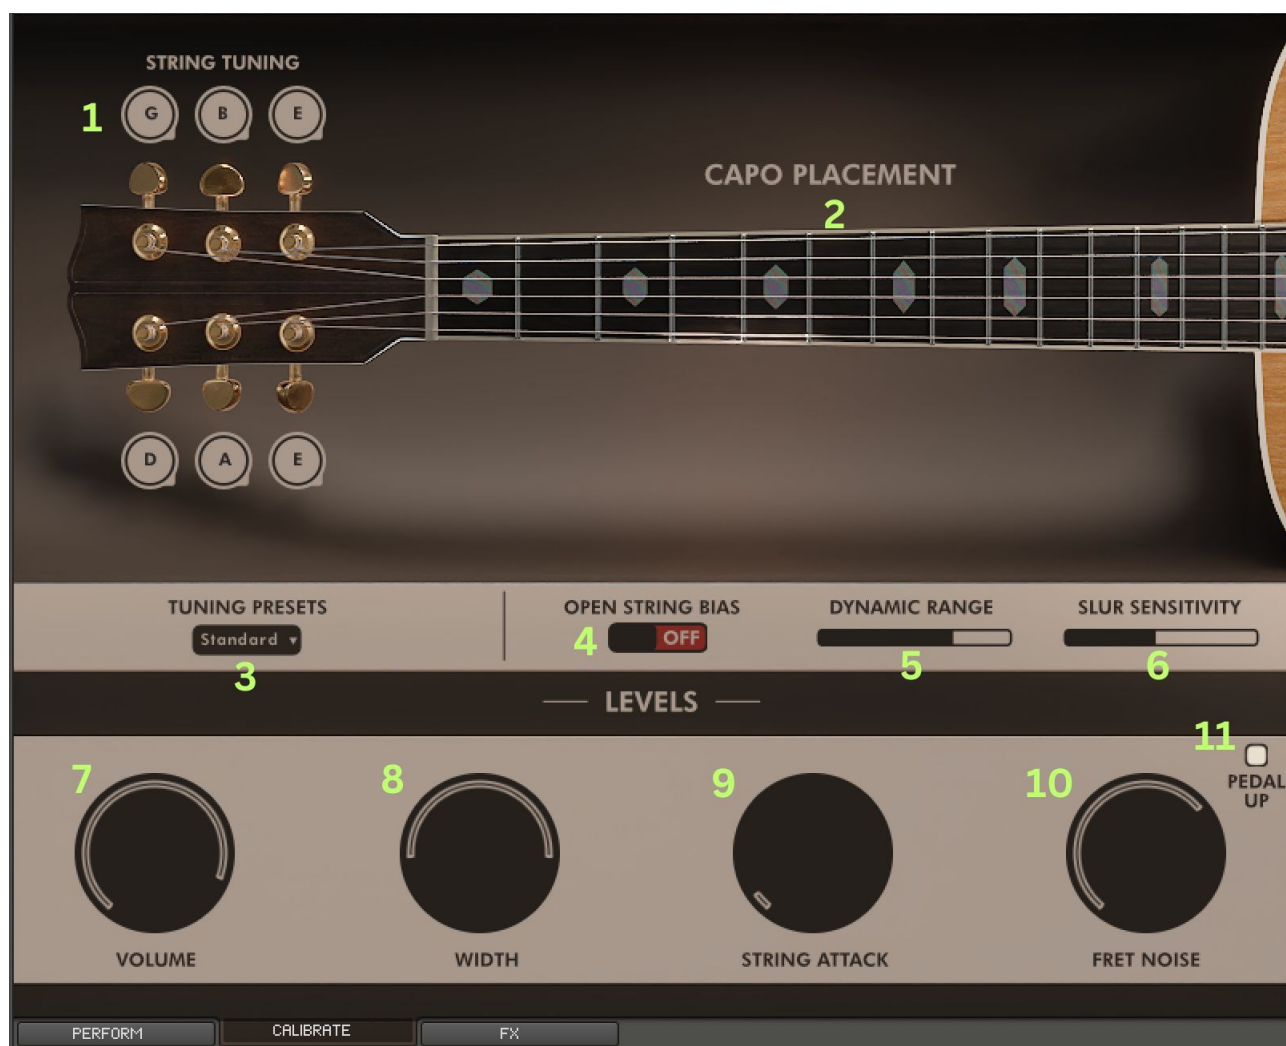 STRING TUNING
1
G B E
CAPO PLACEMENT
2
D A E
TUNING PRESETS
Standard
3
OPEN STRING BIAS
4 OFF
DYNAMIC RANGE
5
SLUR SENSITIVITY
6
LEVELS
7
VOLUME
8
WIDTH
9
STRING ATTACK
10
FRET NOISE
11
PEDAL
UP
PERFORM CALIBRATE FX